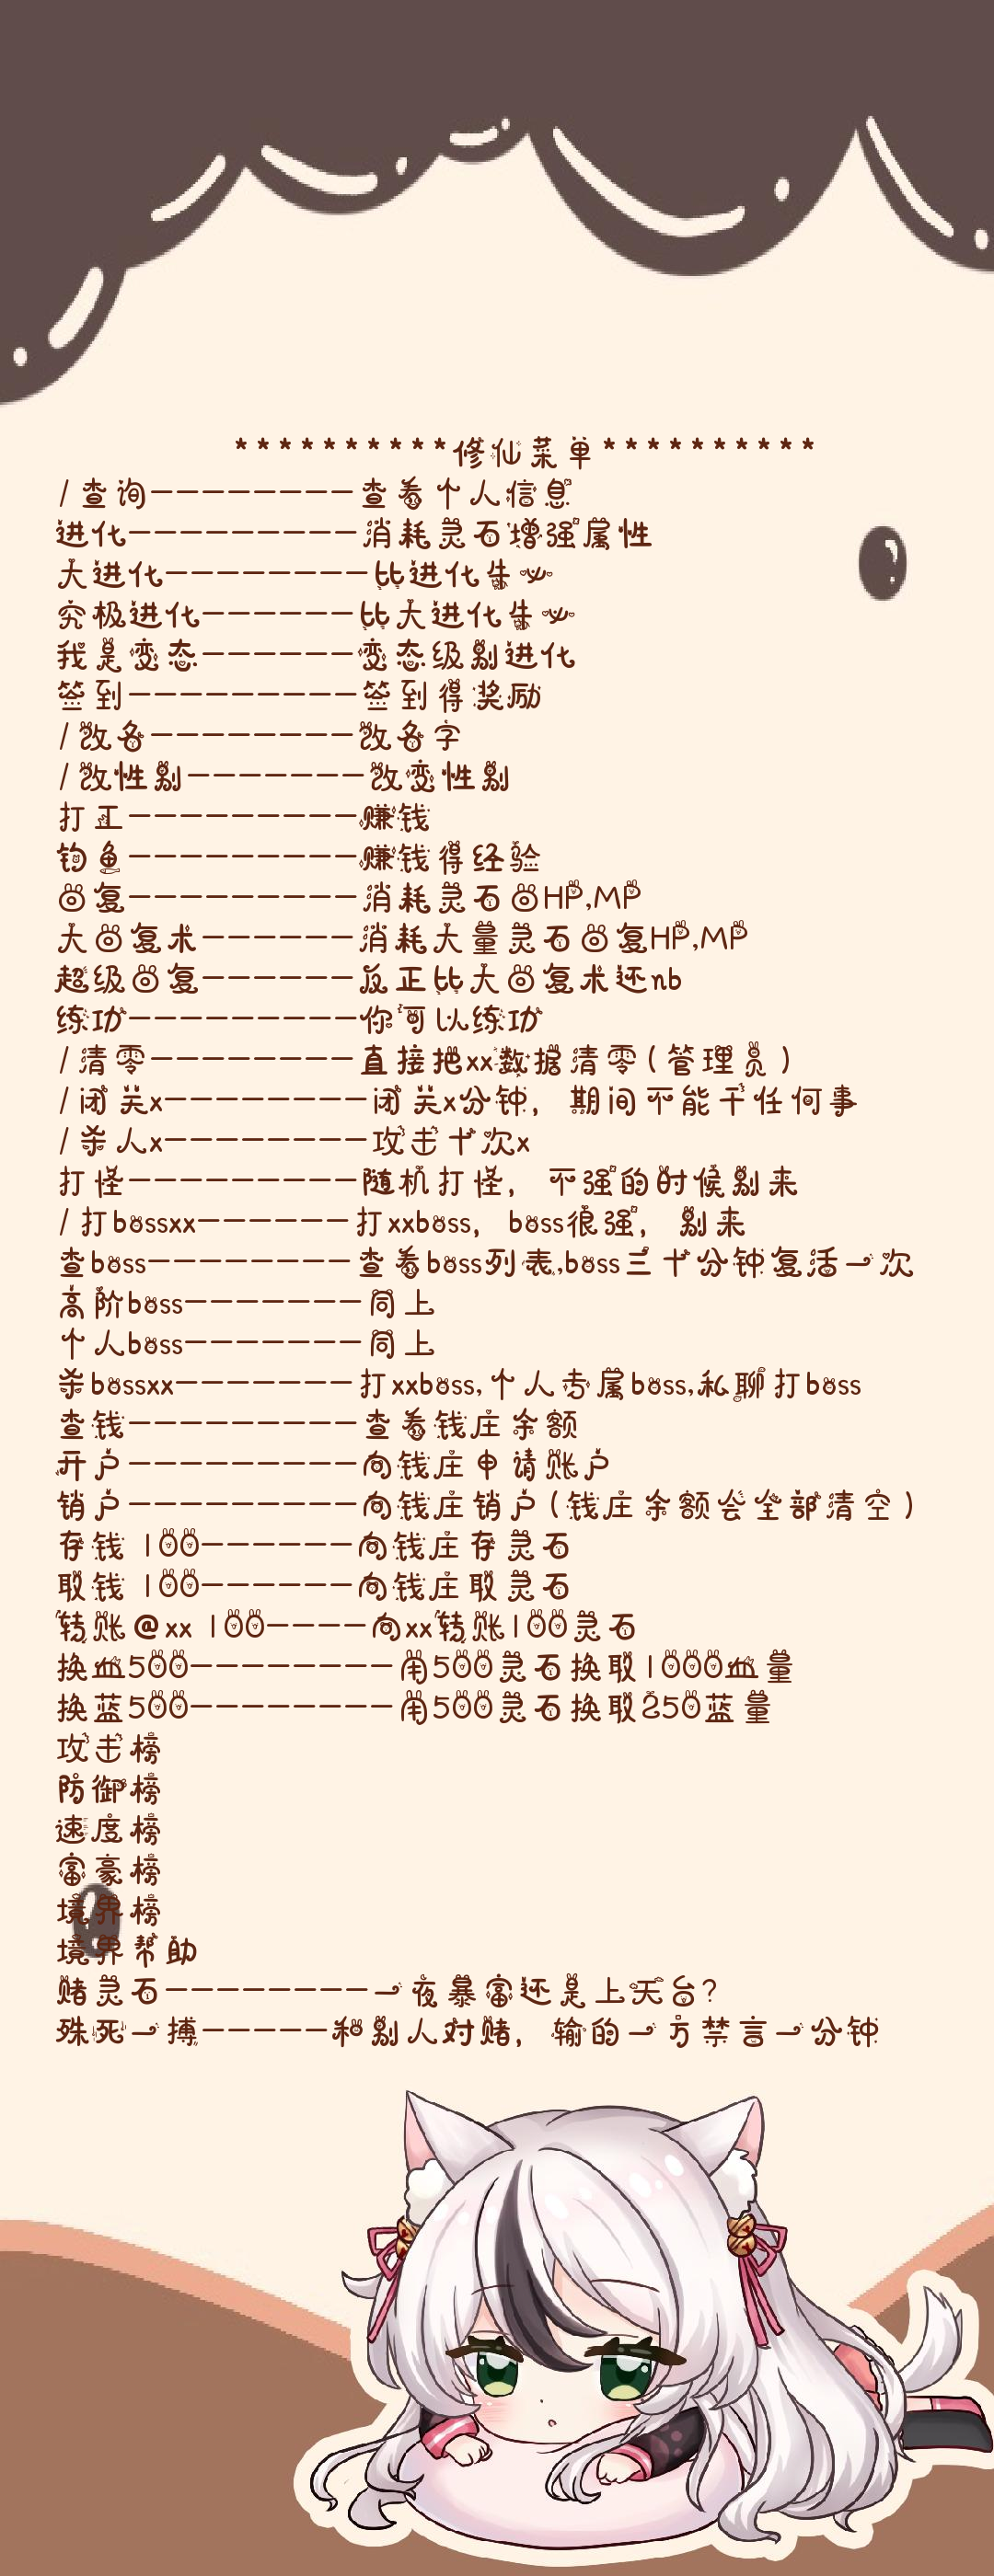 **********修仙菜单**********
/查询--------查看个人信息
进化---------消耗灵石增强属性
大进化--------比进化牛心
究极进化------比大进化牛心
我是变态------变态级别进化
签到---------签到得奖励
/改名--------改名字
/改性别-------改变性别
打工---------赚钱
钓鱼---------赚钱得经验
回复---------消耗灵石回HP,MP
大回复术------消耗大量灵石回复HP,MP
超级回复------反正比大回复术还nb
练功---------你可以练功
/清零--------直接把xx数据清零(管理员)
/闭关x--------闭关x分钟，期间不能干任何事
/杀人x--------攻击十次x
打怪---------随机打怪，不强的时候别来
/打bossxx------打xxboss，boss很强，别来
查boss--------查看boss列表,boss三十分钟复活一次
高阶boss-------同上
个人boss-------同上
杀bossxx-------打xxboss,个人专属boss,私聊打boss
查钱---------查看钱庄余额
开户---------向钱庄申请账户
销户---------向钱庄销户(钱庄余额会全部清空)
存钱 100------向钱庄存灵石
取钱 100------向钱庄取灵石
转账@xx 100----向xx转账100灵石
换血500--------用500灵石换取1000血量
换蓝500--------用500灵石换取250蓝量
攻击榜
防御榜
速度榜
富豪榜
境界榜
境界帮助
赌灵石--------一夜暴富还是上天台?
殊死一搏-----和别人对赌，输的一方禁言一分钟